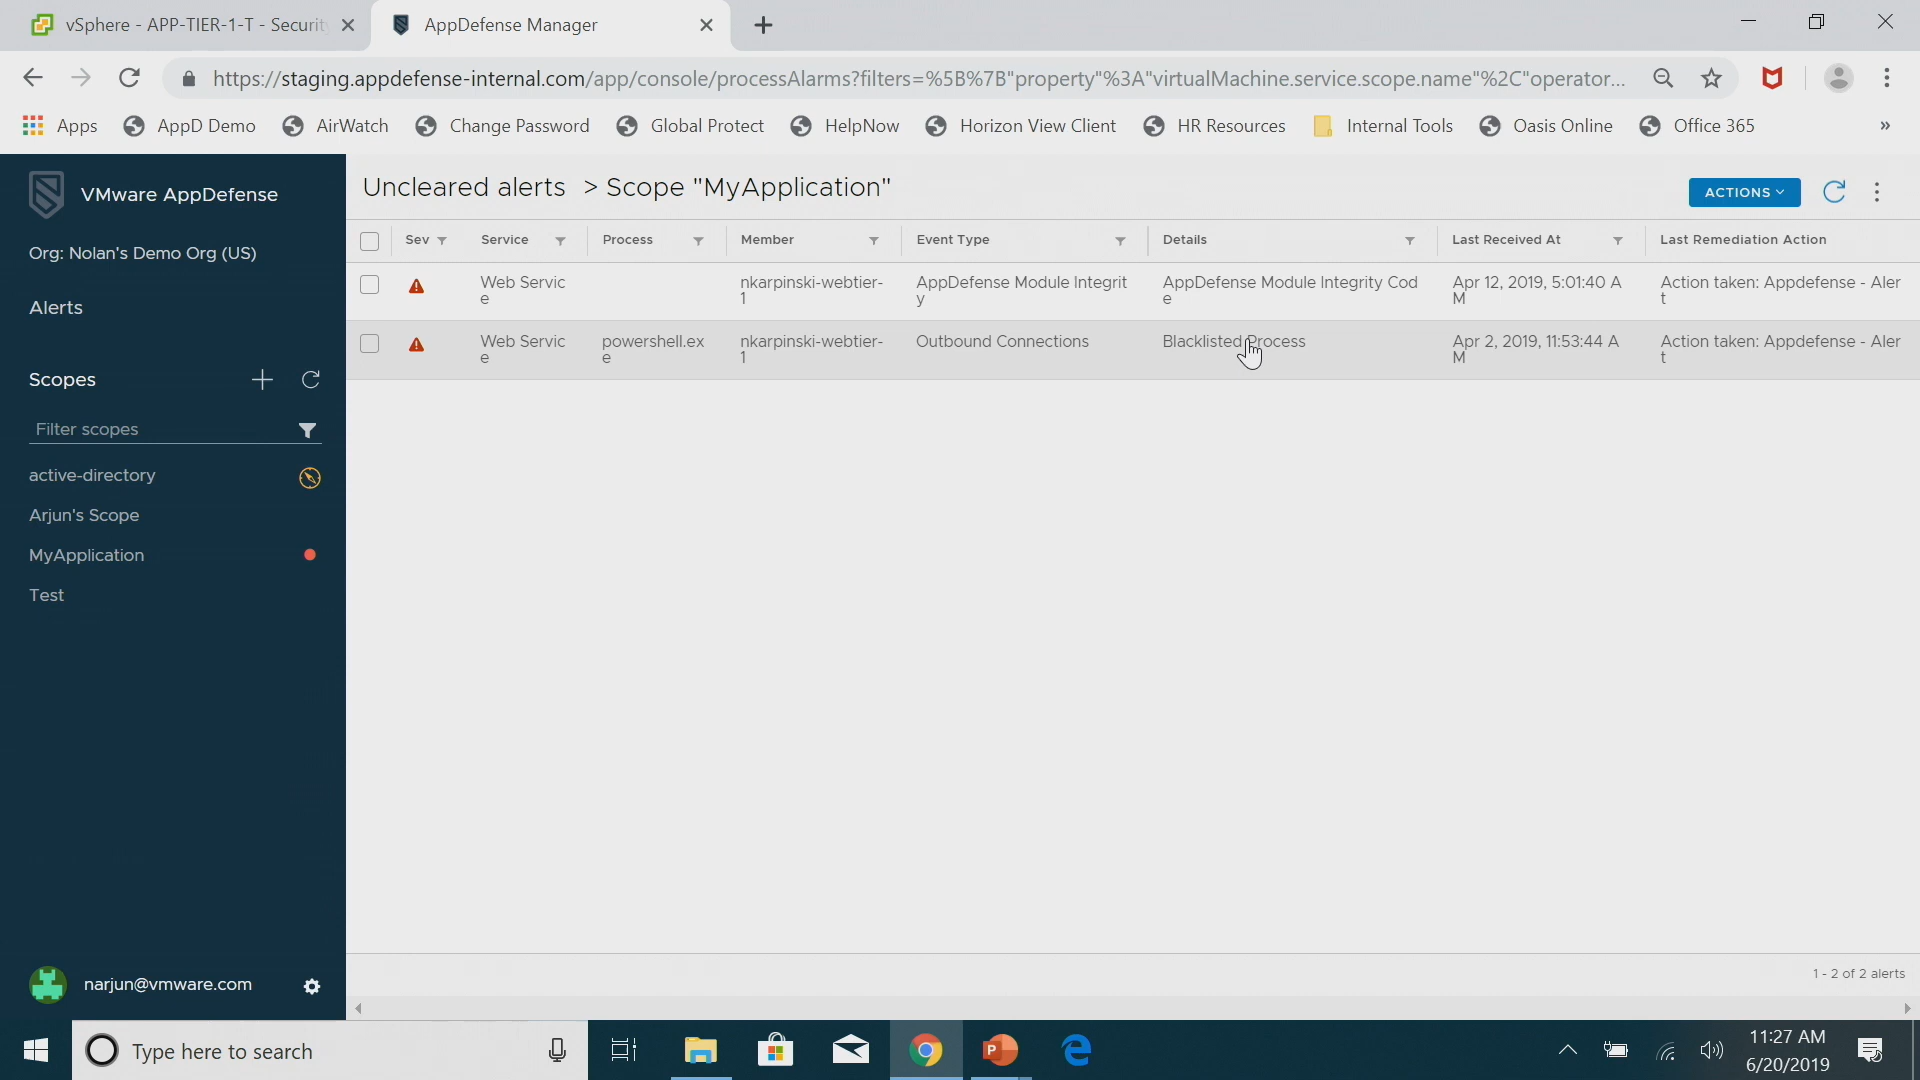 vSphere - APP-TIER-1-T - Securit
AppDefense Manager
https://staging.appdefense-internal.com/app/console/processAlarms?filters=%5B%7B"property"%3A"virtualMachine.service.scope.name"%2C"operator...
Apps
AppD Demo
AirWatch
Change Password
Global Protect
HelpNow
Horizon View Client
HR Resources
Internal Tools
Oasis Online
Office 365
»
VMware AppDefense
Org: Nolan's Demo Org (US)
Alerts
Scopes
Filter scopes
active-directory
Arjun's Scope
MyApplication
Test
narjun@vmware.com
Uncleared alerts > Scope "MyApplication"
ACTIONS
Sev Service Process Member Event Type Details Last Received At Last Remediation Action
Web Servic nkarpinski-webtier- AppDefense Module Integrit AppDefense Module Integrity Cod Apr 12, 2019, 5:01:40 A Action taken: Appdefense - Aler
e 1 y e M t
Web Servic powershell.ex nkarpinski-webtier- Outbound Connections Blacklisted Process Apr 2, 2019, 11:53:44 A Action taken: Appdefense - Aler
e e 1 M t
1 - 2 of 2 alerts
Type here to search
11:27 AM
6/20/2019